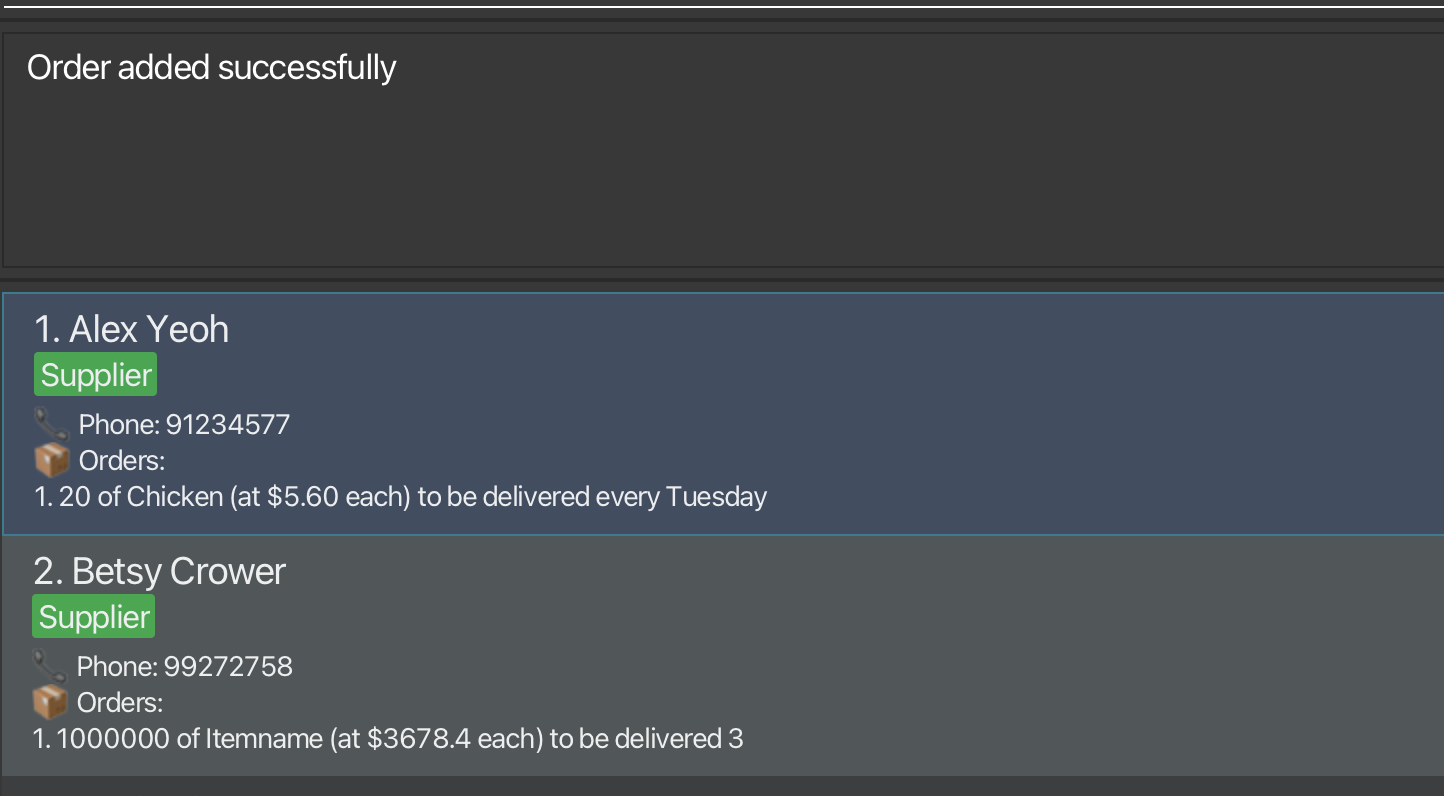 Order added successfully
1. Alex Yeoh
Supplier
Phone: 91234577
Orders:
1. 20 of Chicken (at $5.60 each) to be delivered every Tuesday
2. Betsy Crower
Supplier
Phone: 99272758
Orders:
1. 1000000 of Itemname (at $3678.4 each) to be delivered 3